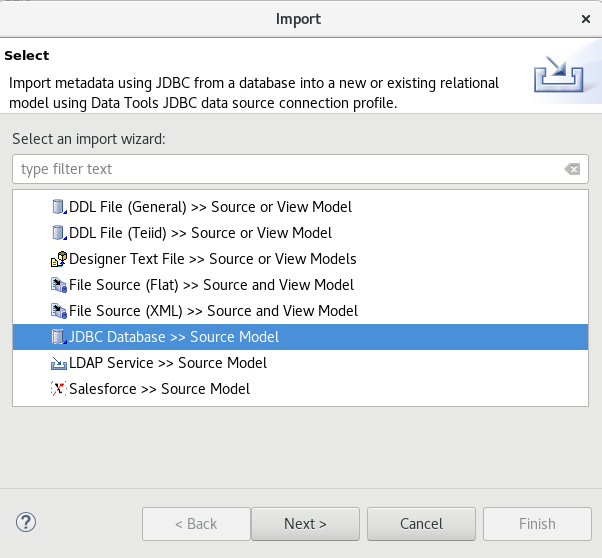 Import
Select
Import metadata using JDBC from a database into a new or existing relational
model using Data Tools JDBC data source connection profile.
Select an import wizard:
type filter text
DDL File (General) >> Source or View Model
DDL File (Teiid) >> Source or View Model
Designer Text File >> Source or View Models
File Source (Flat) >> Source and View Model
File Source (XML) >> Source and View Model
JDBC Database >> Source Model
LDAP Service >> Source Model
Salesforce >> Source Model
< Back
Next >
Cancel
Finish